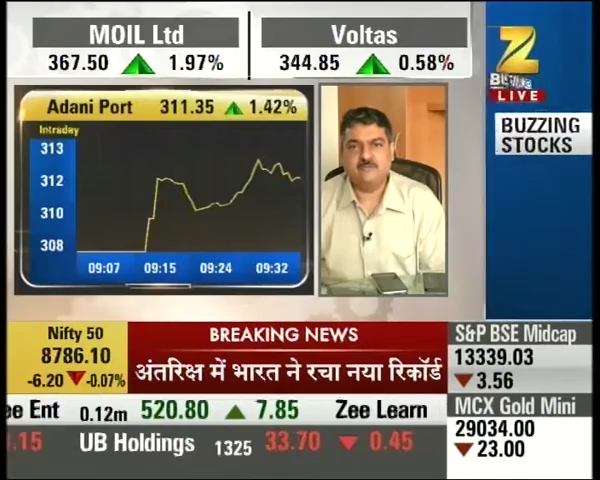 MOIL Ltd
367.50 1.97%
Voltas
344.85 0.58%
Z
BUSINESS
LIVE
BUZZING
STOCKS
Adani Port 311.35 1.42%
Intraday
313
312
310
308
09:07 09:15 09:24 09:32
Nifty 50
8786.10
-6.20 -0.07%
BREAKING NEWS
अंतरिक्ष में भारत ने रचा नया रिकॉर्ड
S&P BSE Midcap
13339.03
3.56
MCX Gold Mini
29034.00
23.00
ee Ent 0.12m 520.80 7.85 Zee Learn
.15 UB Holdings 1325 33.70 0.45